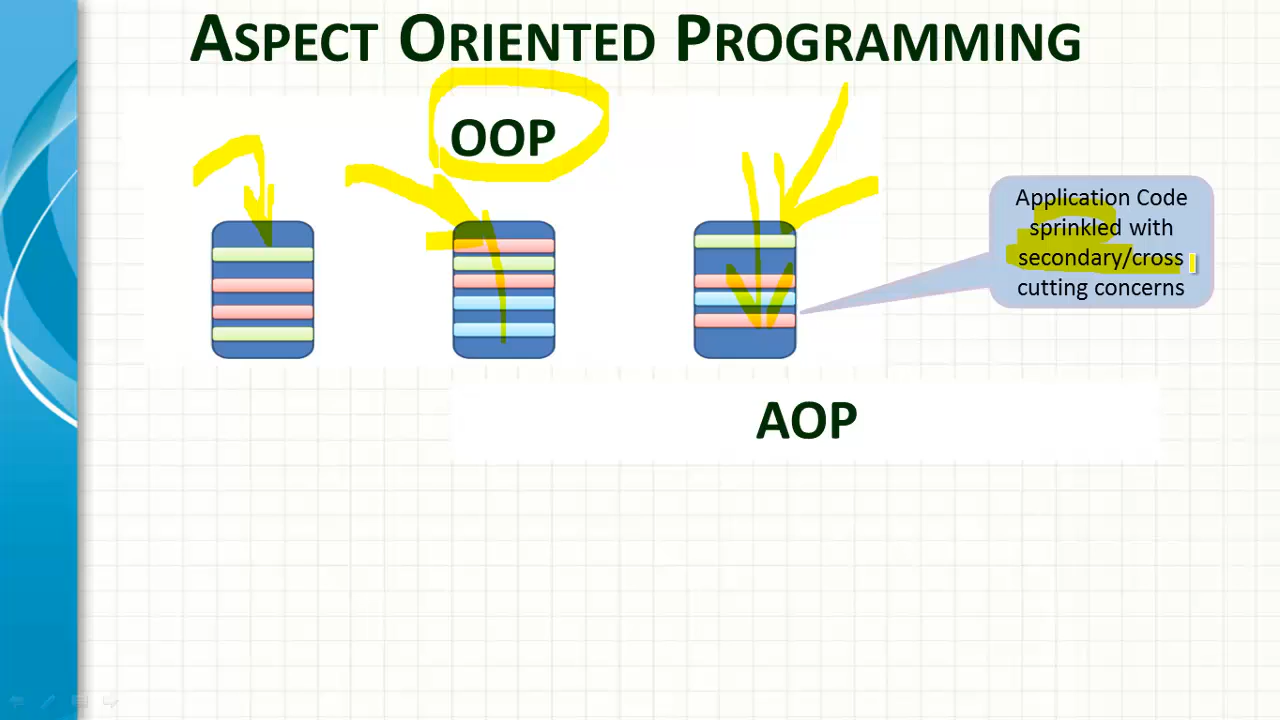 ASPECT ORIENTED PROGRAMMING
OOP
Application Code
sprinkled with
secondary/cross
cutting concerns
AOP